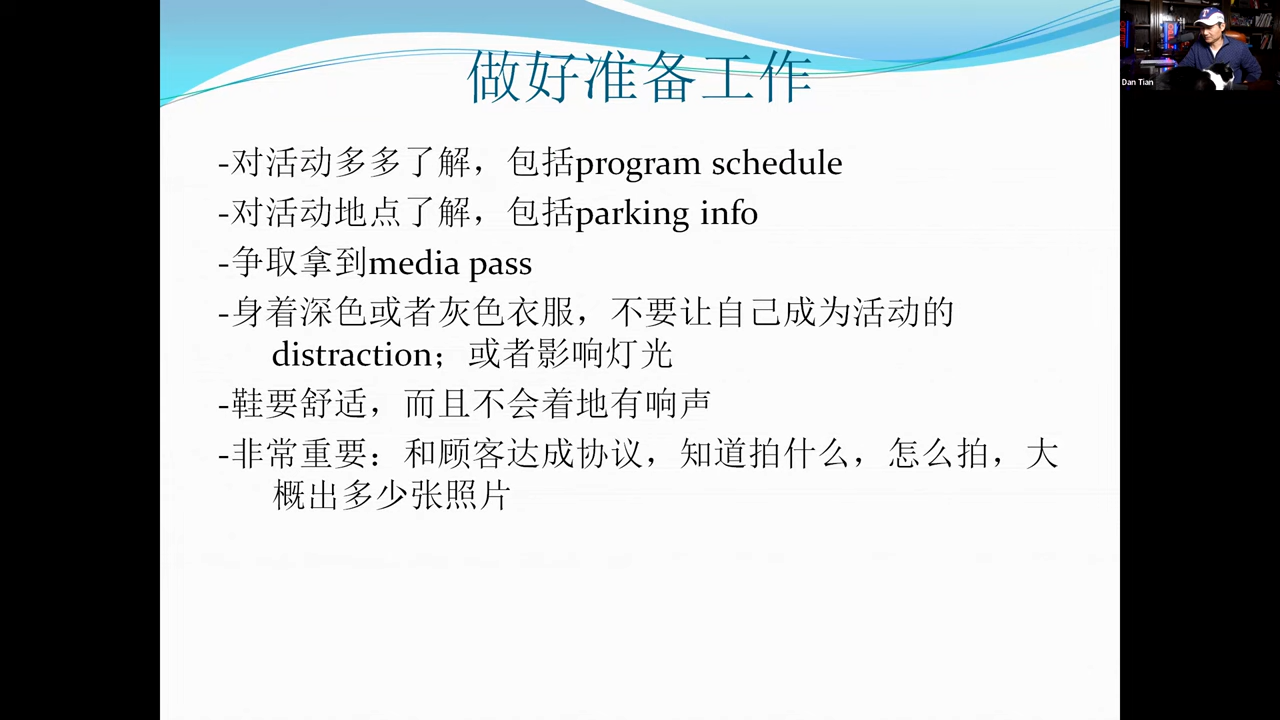 做好准备工作
-对活动多多了解，包括program schedule
-对活动地点了解，包括parking info
-争取拿到media pass
-身着深色或者灰色衣服，不要让自己成为活动的
distraction；或者影响灯光
-鞋要舒适，而且不会着地有响声
-非常重要：和顾客达成协议，知道拍什么，怎么拍，大
概出多少张照片
Dan Tian